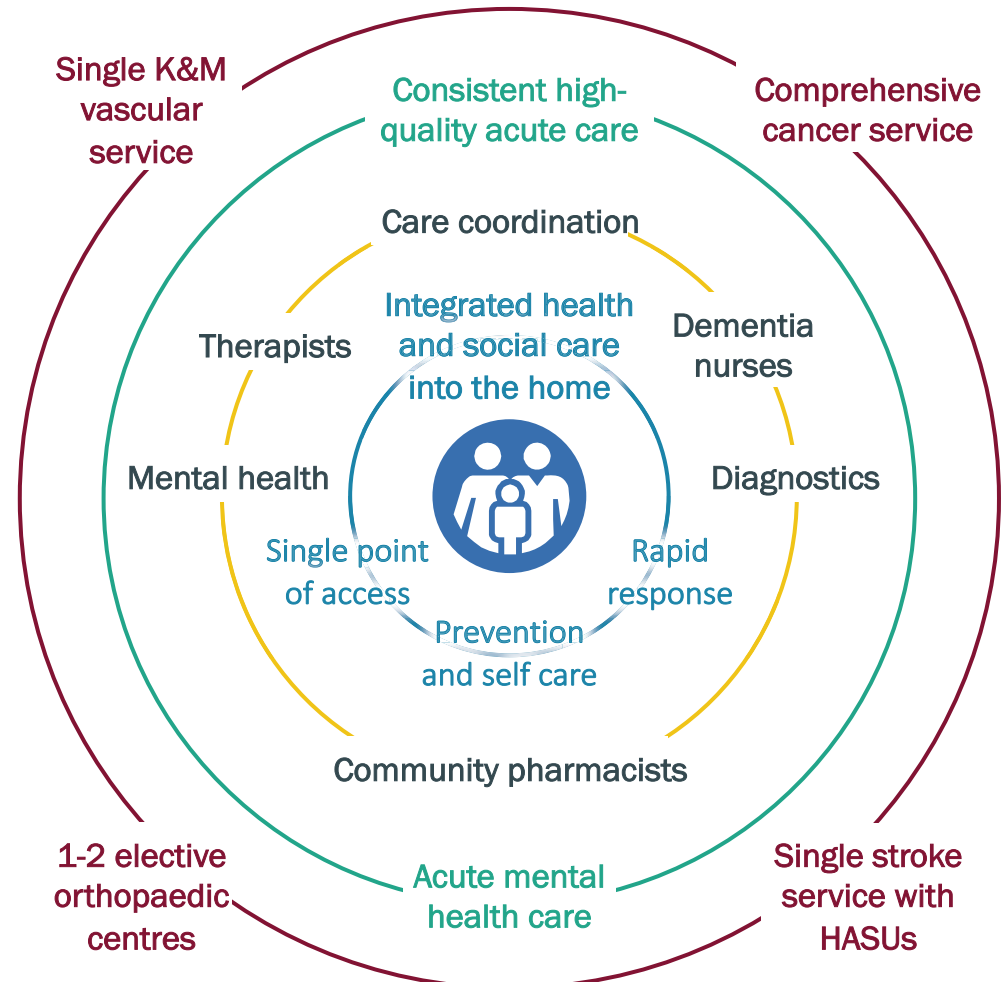 Single K&M
vascular
service
Consistent high-
quality acute care
Comprehensive
cancer service
Care coordination
Integrated health
and social care
into the home
Therapists
Dementia
nurses
Mental health
Diagnostics
Single point
of access
Rapid
response
Prevention
and self care
Community pharmacists
1-2 elective
orthopaedic
centres
Acute mental
health care
Single stroke
service with
HASUs